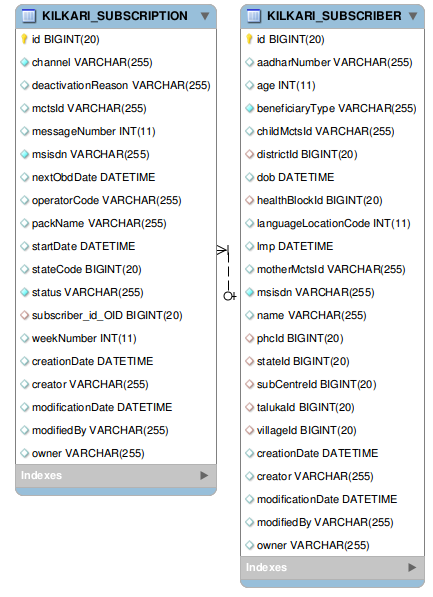 KILKARI_SUBSCRIPTION
id BIGINT(20)
channel VARCHAR(255)
deactivationReason VARCHAR(255)
mctsId VARCHAR(255)
messageNumber INT(11)
msisdn VARCHAR(255)
nextObdDate DATETIME
operatorCode VARCHAR(255)
packName VARCHAR(255)
startDate DATETIME
stateCode BIGINT(20)
status VARCHAR(255)
subscriber_id_OID BIGINT(20)
weekNumber INT(11)
creationDate DATETIME
creator VARCHAR(255)
modificationDate DATETIME
modifiedBy VARCHAR(255)
owner VARCHAR(255)
Indexes
KILKARI_SUBSCRIBER
id BIGINT(20)
aadharNumber VARCHAR(255)
age INT(11)
beneficiaryType VARCHAR(255)
childMctsId VARCHAR(255)
districtId BIGINT(20)
dob DATETIME
healthBlockId BIGINT(20)
languageLocationCode INT(11)
lmp DATETIME
motherMctsId VARCHAR(255)
msisdn VARCHAR(255)
name VARCHAR(255)
phcId BIGINT(20)
stateId BIGINT(20)
subCentreId BIGINT(20)
talukaId BIGINT(20)
villageId BIGINT(20)
creationDate DATETIME
creator VARCHAR(255)
modificationDate DATETIME
modifiedBy VARCHAR(255)
owner VARCHAR(255)
Indexes